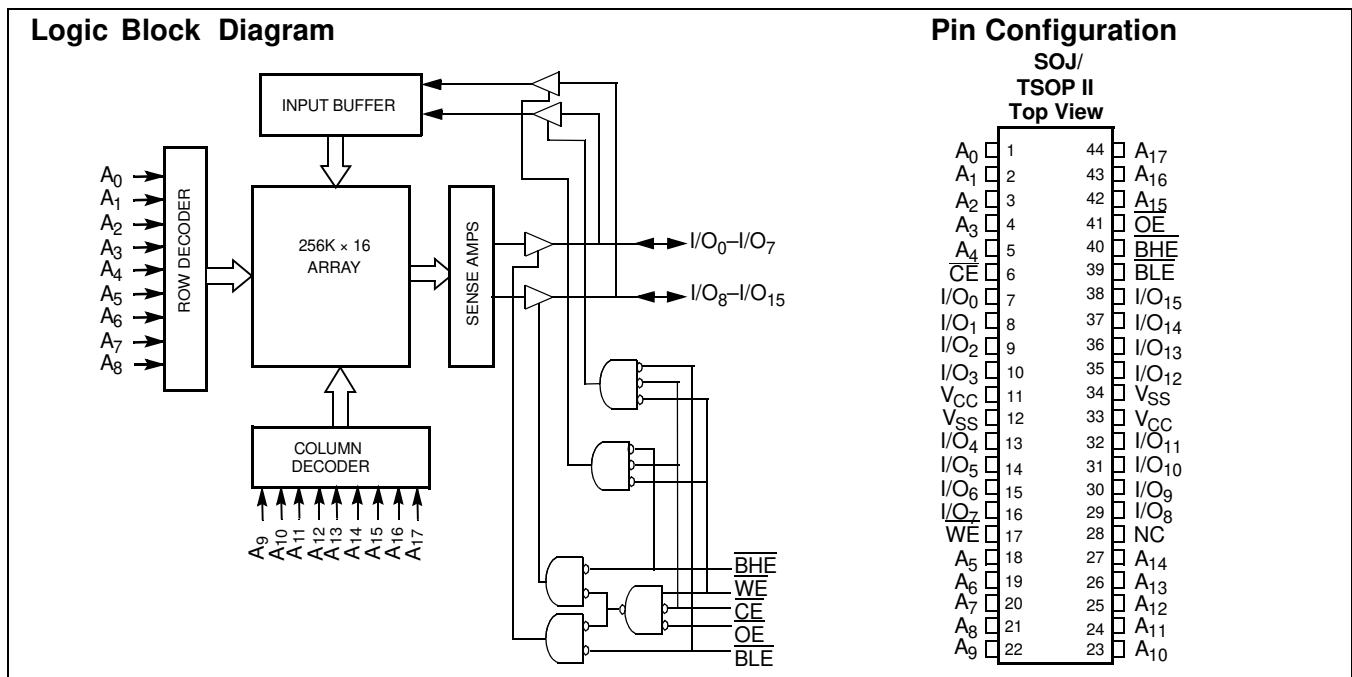 Logic Block Diagram
INPUT BUFFER
A0
A1
A2
A3
A4
A5
A6
A7
A8
ROW DECODER
256K × 16
ARRAY
SENSE AMPS
I/O0–I/O7
I/O8–I/O15
COLUMN
DECODER
A9
A10
A11
A12
A13
A14
A15
A16
A17
BHE
WE
CE
OE
BLE
Pin Configuration
SOJ/
TSOP II
Top View
A0 1 44 A17
A1 2 43 A16
A2 3 42 A15
A3 4 41 OE
A4 5 40 BHE
CE 6 39 BLE
I/O0 7 38 I/O15
I/O1 8 37 I/O14
I/O2 9 36 I/O13
I/O3 10 35 I/O12
VCC 11 34 VSS
VSS 12 33 VCC
I/O4 13 32 I/O11
I/O5 14 31 I/O10
I/O6 15 30 I/O9
I/O7 16 29 I/O8
WE 17 28 NC
A5 18 27 A14
A6 19 26 A13
A7 20 25 A12
A8 21 24 A11
A9 22 23 A10